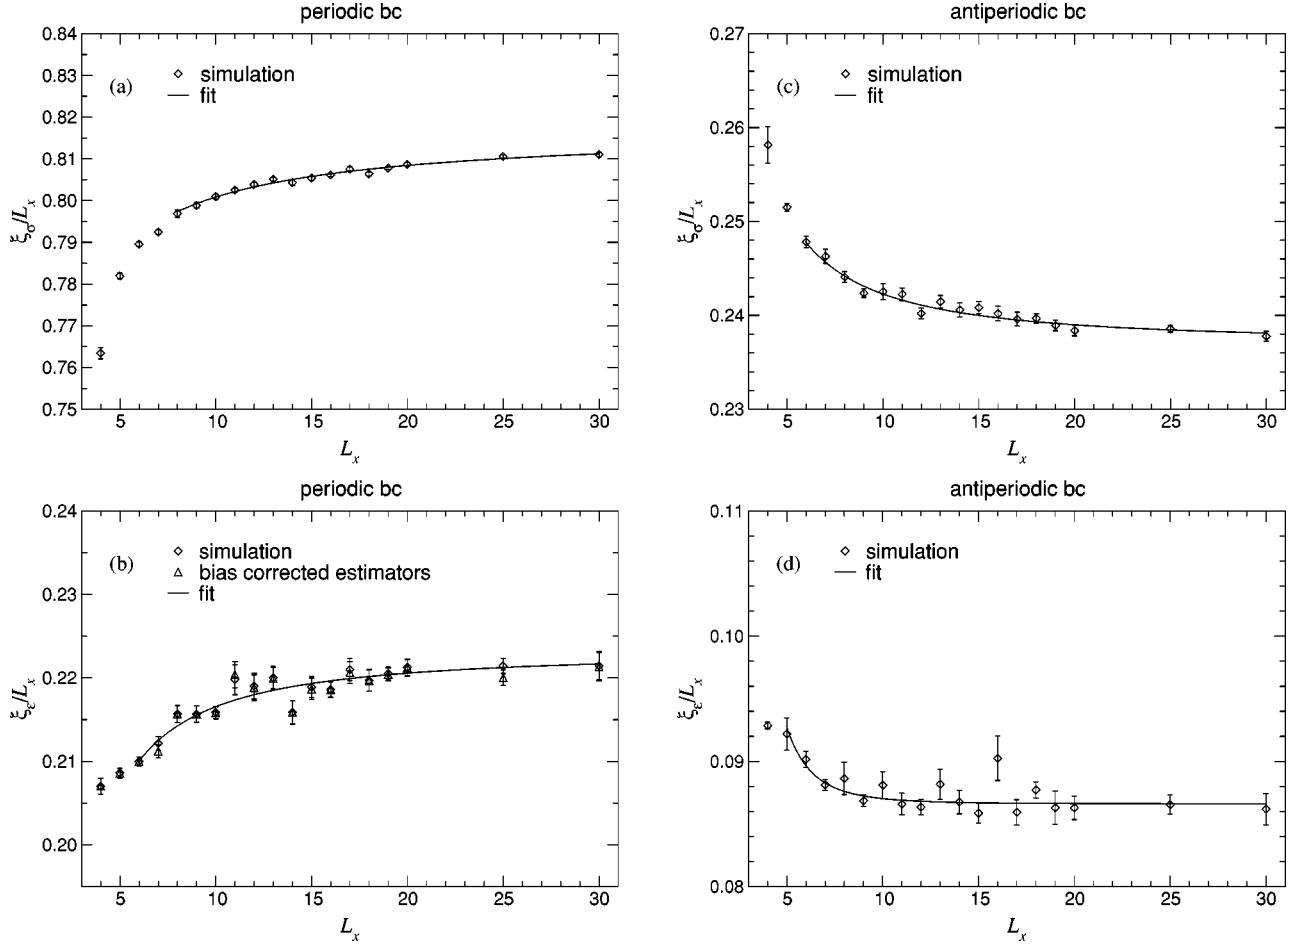 periodic bc
0.84
0.83
0.82
0.81
0.80
0.79
0.78
0.77
0.76
0.75
ξσ/Lx
(a)
simulation
fit
5 10 15 20 25 30
Lx
antiperiodic bc
0.27
0.26
0.25
0.24
0.23
ξσ/Lx
(c)
simulation
fit
5 10 15 20 25 30
Lx
periodic bc
0.24
0.23
0.22
0.21
0.20
ξε/Lx
(b)
simulation
bias corrected estimators
fit
5 10 15 20 25 30
Lx
antiperiodic bc
0.11
0.10
0.09
0.08
ξε/Lx
(d)
simulation
fit
5 10 15 20 25 30
Lx